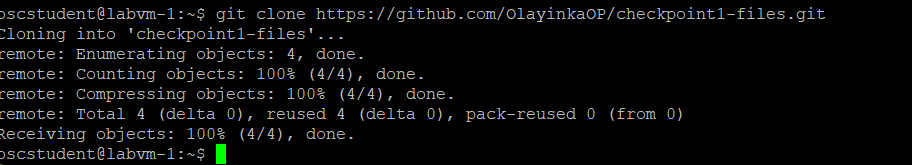 oscstudent@labvm-1:~$ git clone https://github.com/OlayinkaOP/checkpoint1-files.git
Cloning into 'checkpoint1-files'...
remote: Enumerating objects: 4, done.
remote: Counting objects: 100% (4/4), done.
remote: Compressing objects: 100% (4/4), done.
remote: Total 4 (delta 0), reused 4 (delta 0), pack-reused 0 (from 0)
Receiving objects: 100% (4/4), done.
oscstudent@labvm-1:~$